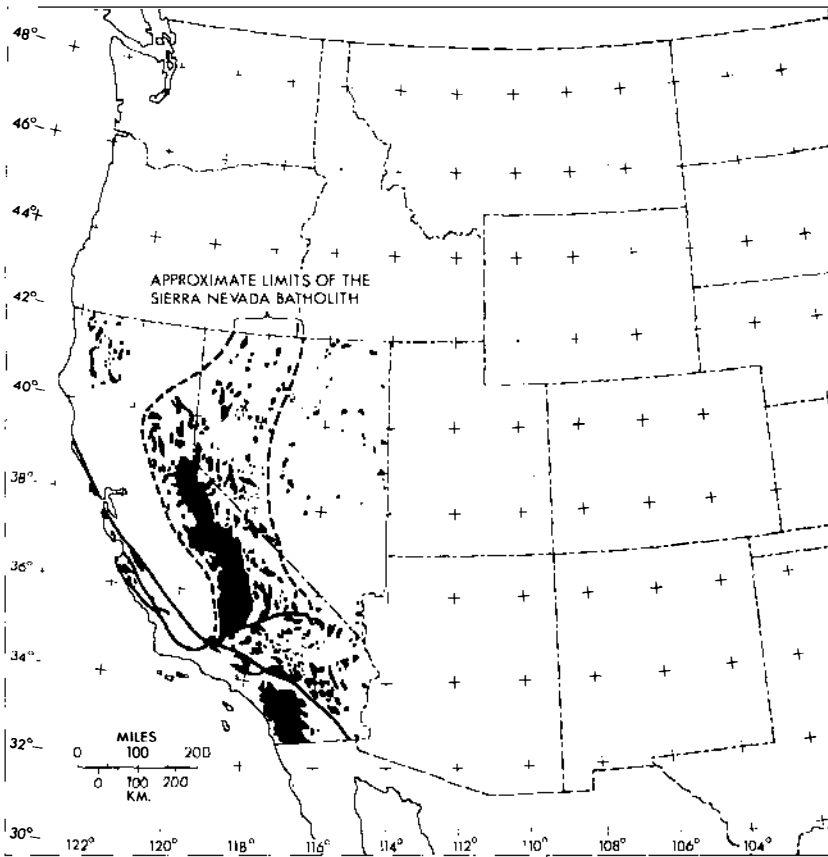 48°
46°
44°
APPROXIMATE LIMITS OF THE
SIERRA NEVADA BATHOLITH
42°
40°
38°
36°
34°
MILES
0 100 200
0 100 200
KM.
32°
30°
122° 120° 118° 116° 114° 112° 110° 108° 106° 104°